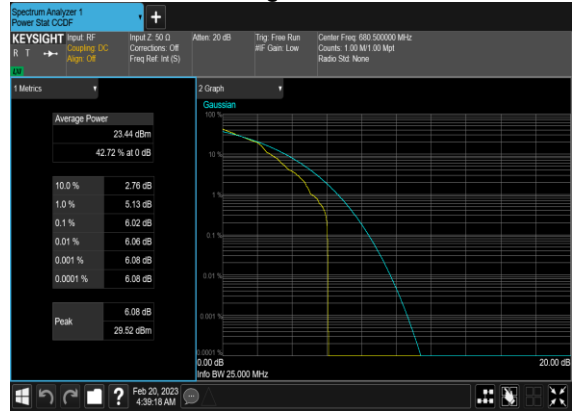 Spectrum Analyzer 1
Power Stat CCDF
+
KEYSIGHT
R T
LV
Input: RF
Coupling: DC
Align: Off
Input Z: 50 Ω
Corrections: Off
Freq Ref: Int (S)
Atten: 20 dB
Trig: Free Run
#IF Gain: Low
Center Freq: 680.500000 MHz
Counts: 1.00 M/1.00 Mpt
Radio Std: None
1 Metrics
Average Power
23.44 dBm
42.72 % at 0 dB
10.0 % 2.76 dB
1.0 % 5.13 dB
0.1 % 6.02 dB
0.01 % 6.06 dB
0.001 % 6.08 dB
0.0001 % 6.08 dB
Peak
6.08 dB
29.52 dBm
2 Graph
Gaussian
100 %
10 %
1 %
0.1 %
0.01 %
0.001 %
0.0001 %
0.00 dB
20.00 dB
Info BW 25.000 MHz
?
Feb 20, 2023
4:39:18 AM